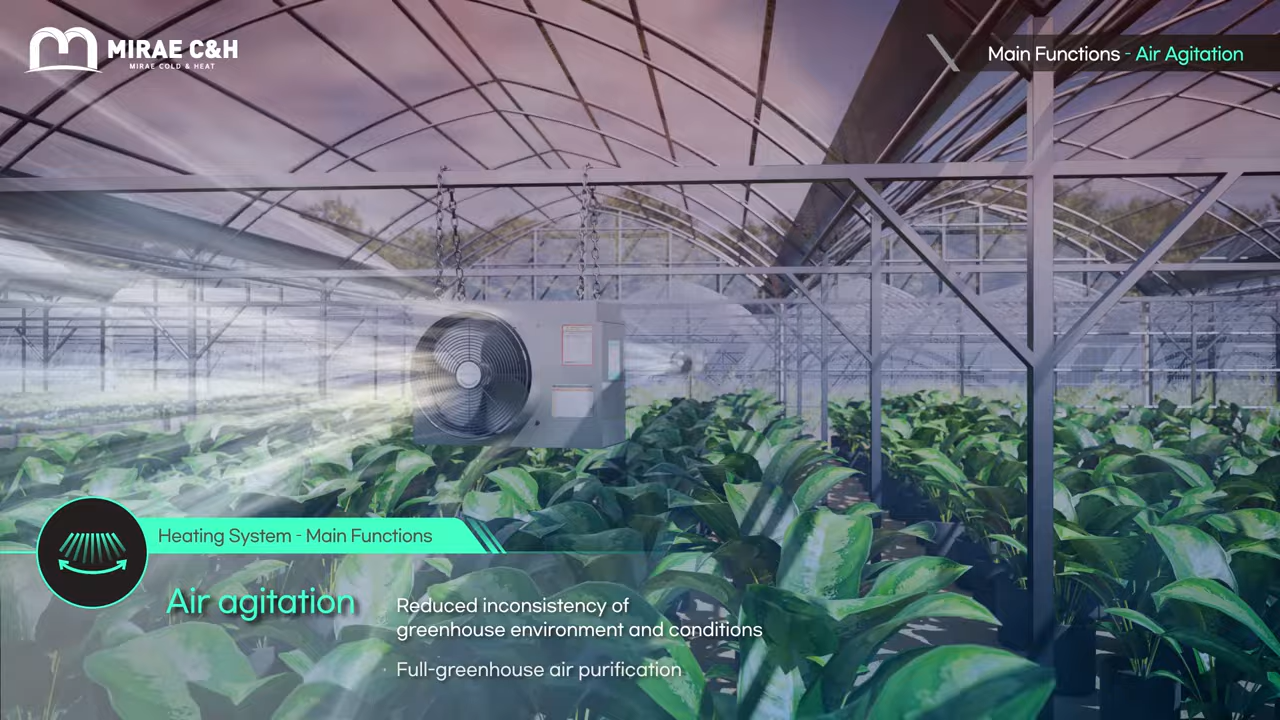 MIRAE C&H
MIRAE COLD & HEAT
Main Functions - Air Agitation
Heating System - Main Functions
Air agitation
Reduced inconsistency of
greenhouse environment and conditions
· Full-greenhouse air purification